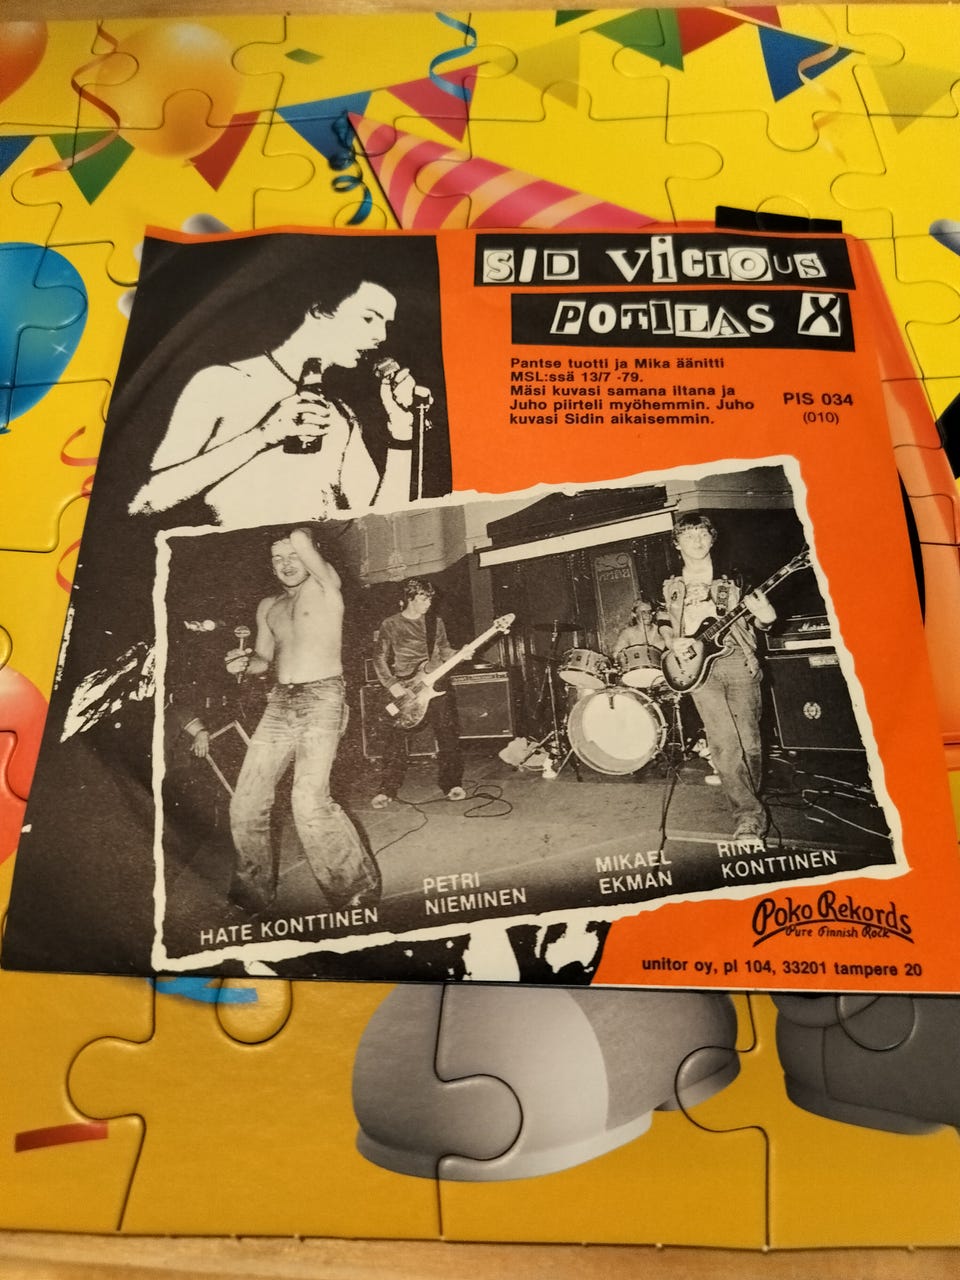 SID VICIOUS
POTILAS X
Pantse tuotti ja Mika äänitti
MSL:ssä 13/7 -79.
Mäsi kuvasi samana iltana ja
Juho piirteli myöhemmin. Juho
kuvasi Sidin aikaisemmin.
PIS 034
(010)
Marshall
HATE KONTTINEN
PETRI
NIEMINEN
MIKAEL
EKMAN
RINA
KONTTINEN
Poko Rekords
Pure Finnish Rock
unitor oy, pl 104, 33201 tampere 20